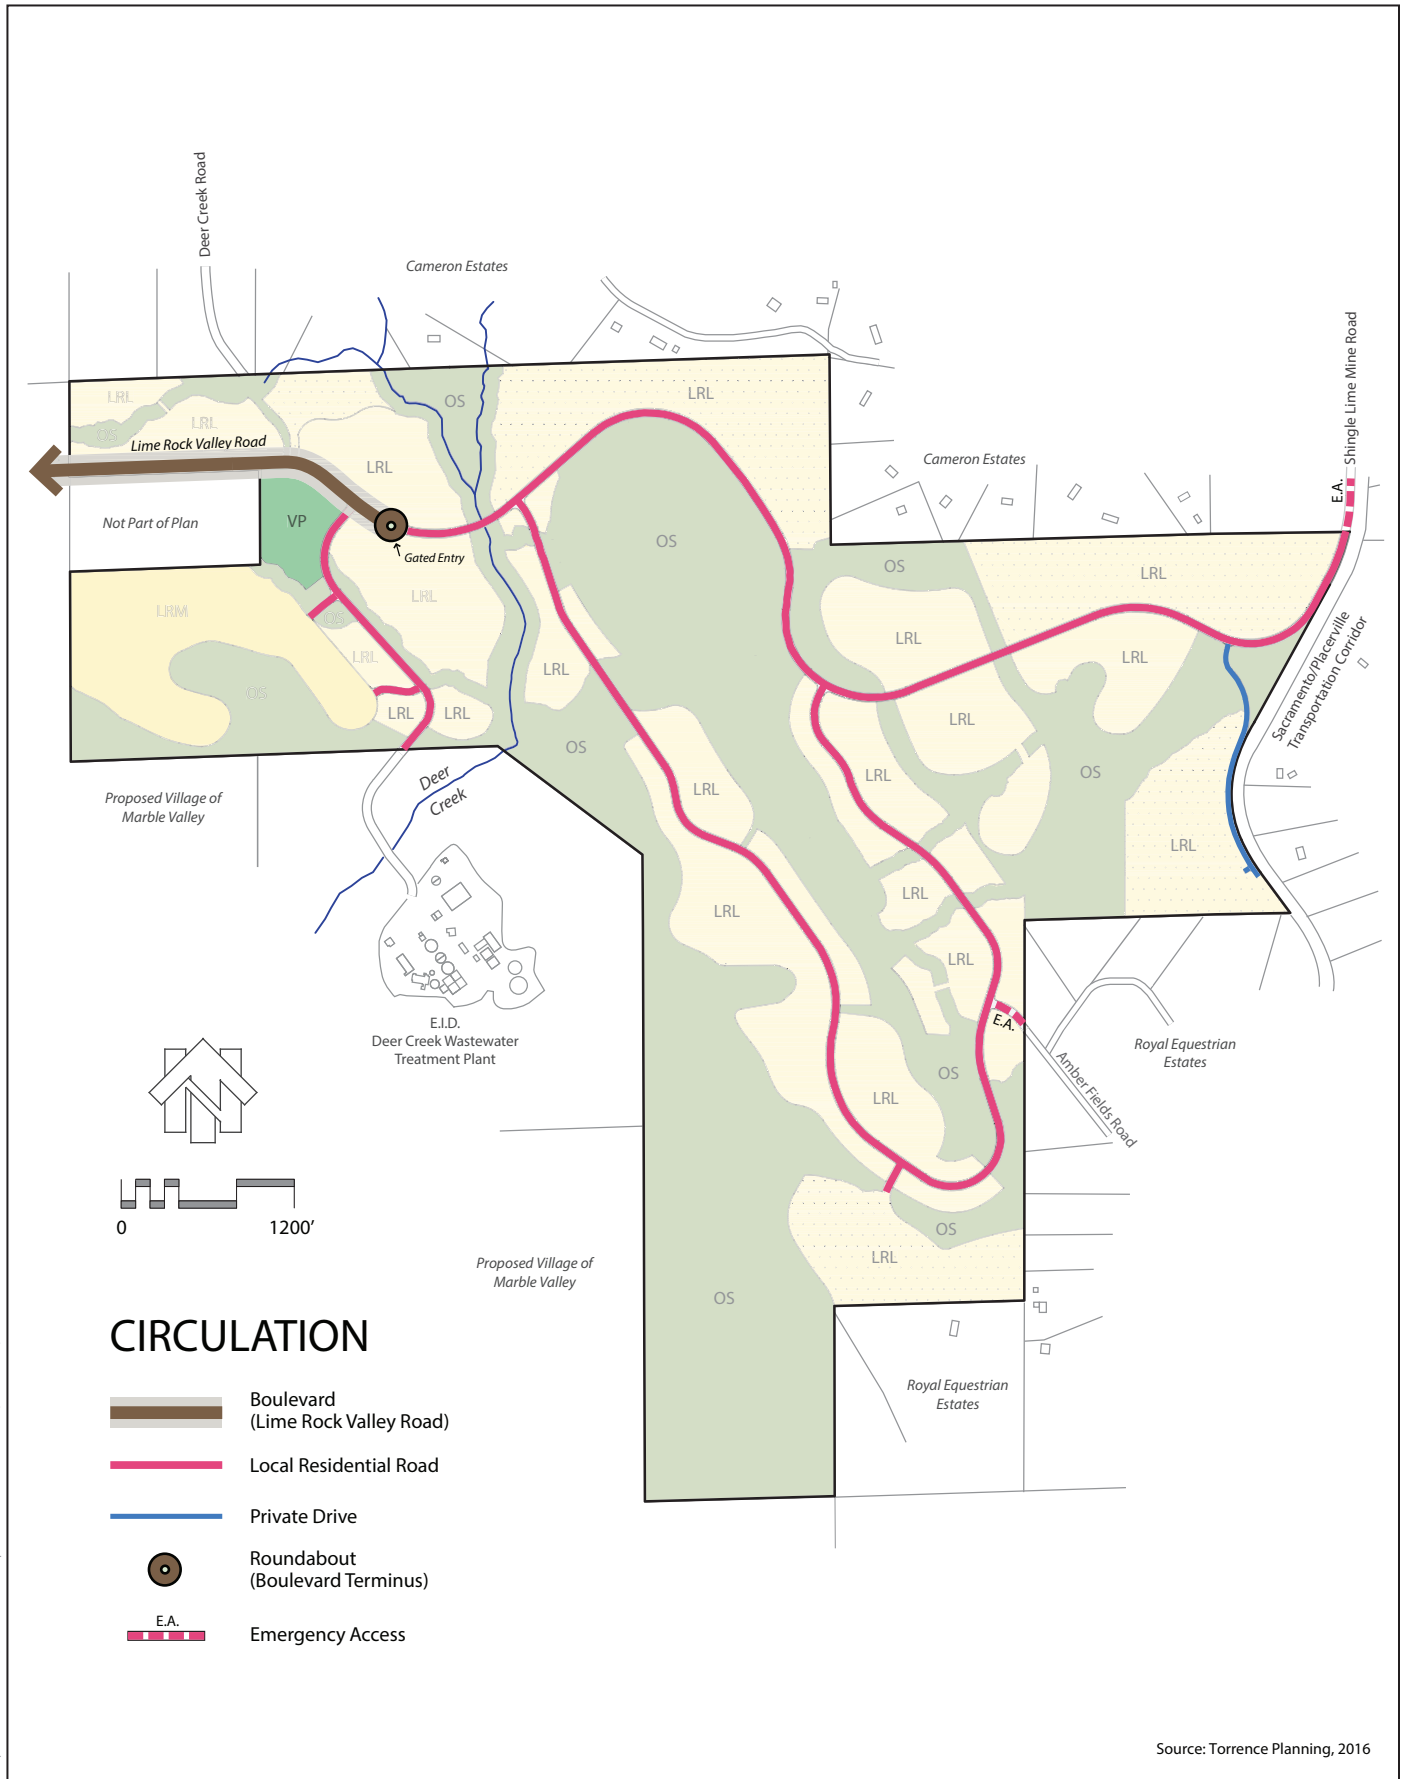 Deer Creek Road
Cameron Estates
Shingle Lime Mine Road
LRL
LRL
OS
LRL
OS
LRL
Lime Rock Valley Road
Cameron Estates
LRL
E.A.
Not Part of Plan
VP
Gated Entry
OS
OS
LRL
LRL
LRM
OS
LRL
Sacramento/Placerville
Transportation Corridor
LRL
LRL
LRL
OS
LRL
LRL
LRL
OS
OS
LRL
LRL
Deer
Creek
Proposed Village of
Marble Valley
LRL
LRL
LRL
LRL
E.I.D.
Deer Creek Wastewater
Treatment Plant
E.A.
Royal Equestrian
Estates
Amber Fields Road
OS
LRL
0
1200'
OS
LRL
Proposed Village of
Marble Valley
OS
Royal Equestrian
Estates
CIRCULATION
Boulevard
(Lime Rock Valley Road)
Local Residential Road
Private Drive
Roundabout
(Boulevard Terminus)
E.A.
Emergency Access
Source: Torrence Planning, 2016